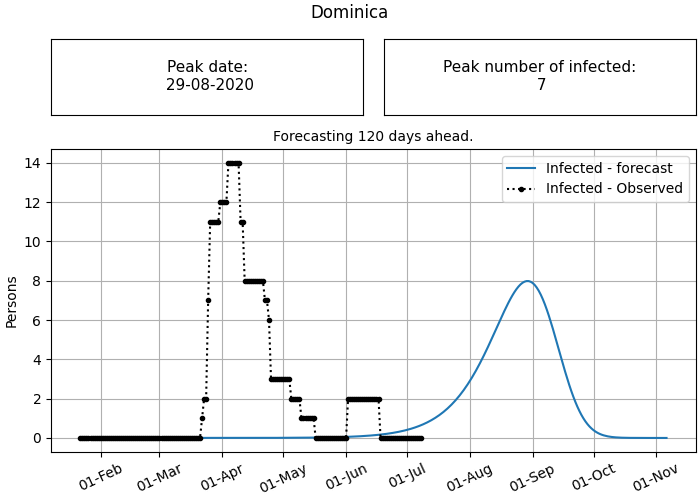 Dominica
Peak date:
29-08-2020
Peak number of infected:
7
Forecasting 120 days ahead.
Infected - forecast
Infected - Observed
Persons
14
12
10
8
6
4
2
0
01-Feb
01-Mar
01-Apr
01-May
01-Jun
01-Jul
01-Aug
01-Sep
01-Oct
01-Nov